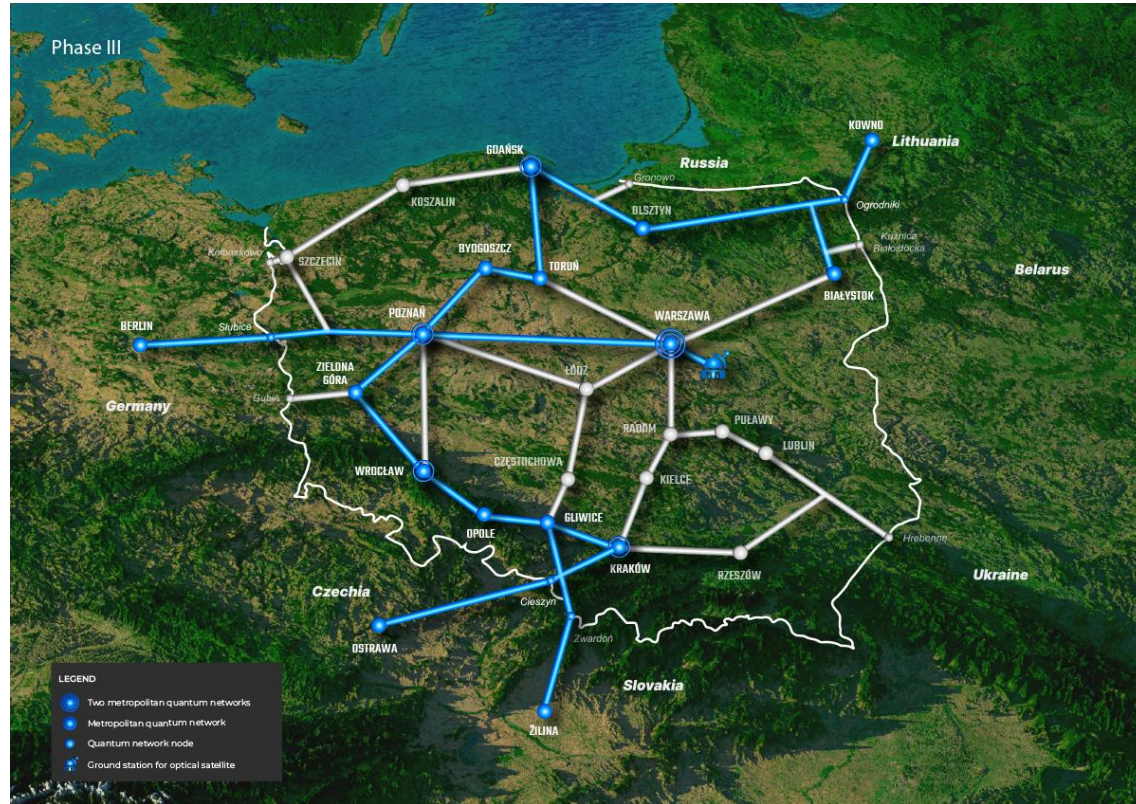 Phase III
KOWNO
Lithuania
GDAŃSK
Russia
Gronowo
KOSZALIN
OLSZTYN
Ogrodniki
Kuźnica
Białostocka
Kołbaskowo
SZCZECIN
BYDGOSZCZ
TORUŃ
BIAŁYSTOK
Belarus
POZNAŃ
WARSZAWA
BERLIN
Słubice
ZIELONA
GÓRA
ŁÓDŹ
Germany
Gubin
RADOM
PUŁAWY
LUBLIN
WROCŁAW
CZĘSTOCHOWA
KIELCE
OPOLE
GLIWICE
KRAKÓW
RZESZÓW
Hrebenne
Ukraine
Czechia
Cieszyn
OSTRAWA
Zwardoń
Slovakia
ŽILINA
LEGEND
Two metropolitan quantum networks
Metropolitan quantum network
Quantum network node
Ground station for optical satellite